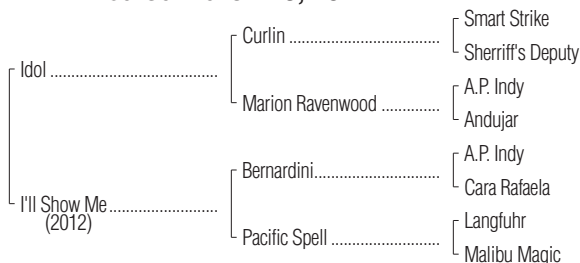 Curlin
Smart Strike
Sherriff's Deputy
Idol
Marion Ravenwood
A.P. Indy
Andujar
Bernardini
A.P. Indy
Cara Rafaela
I'll Show Me
(2012)
Pacific Spell
Langfuhr
Malibu Magic